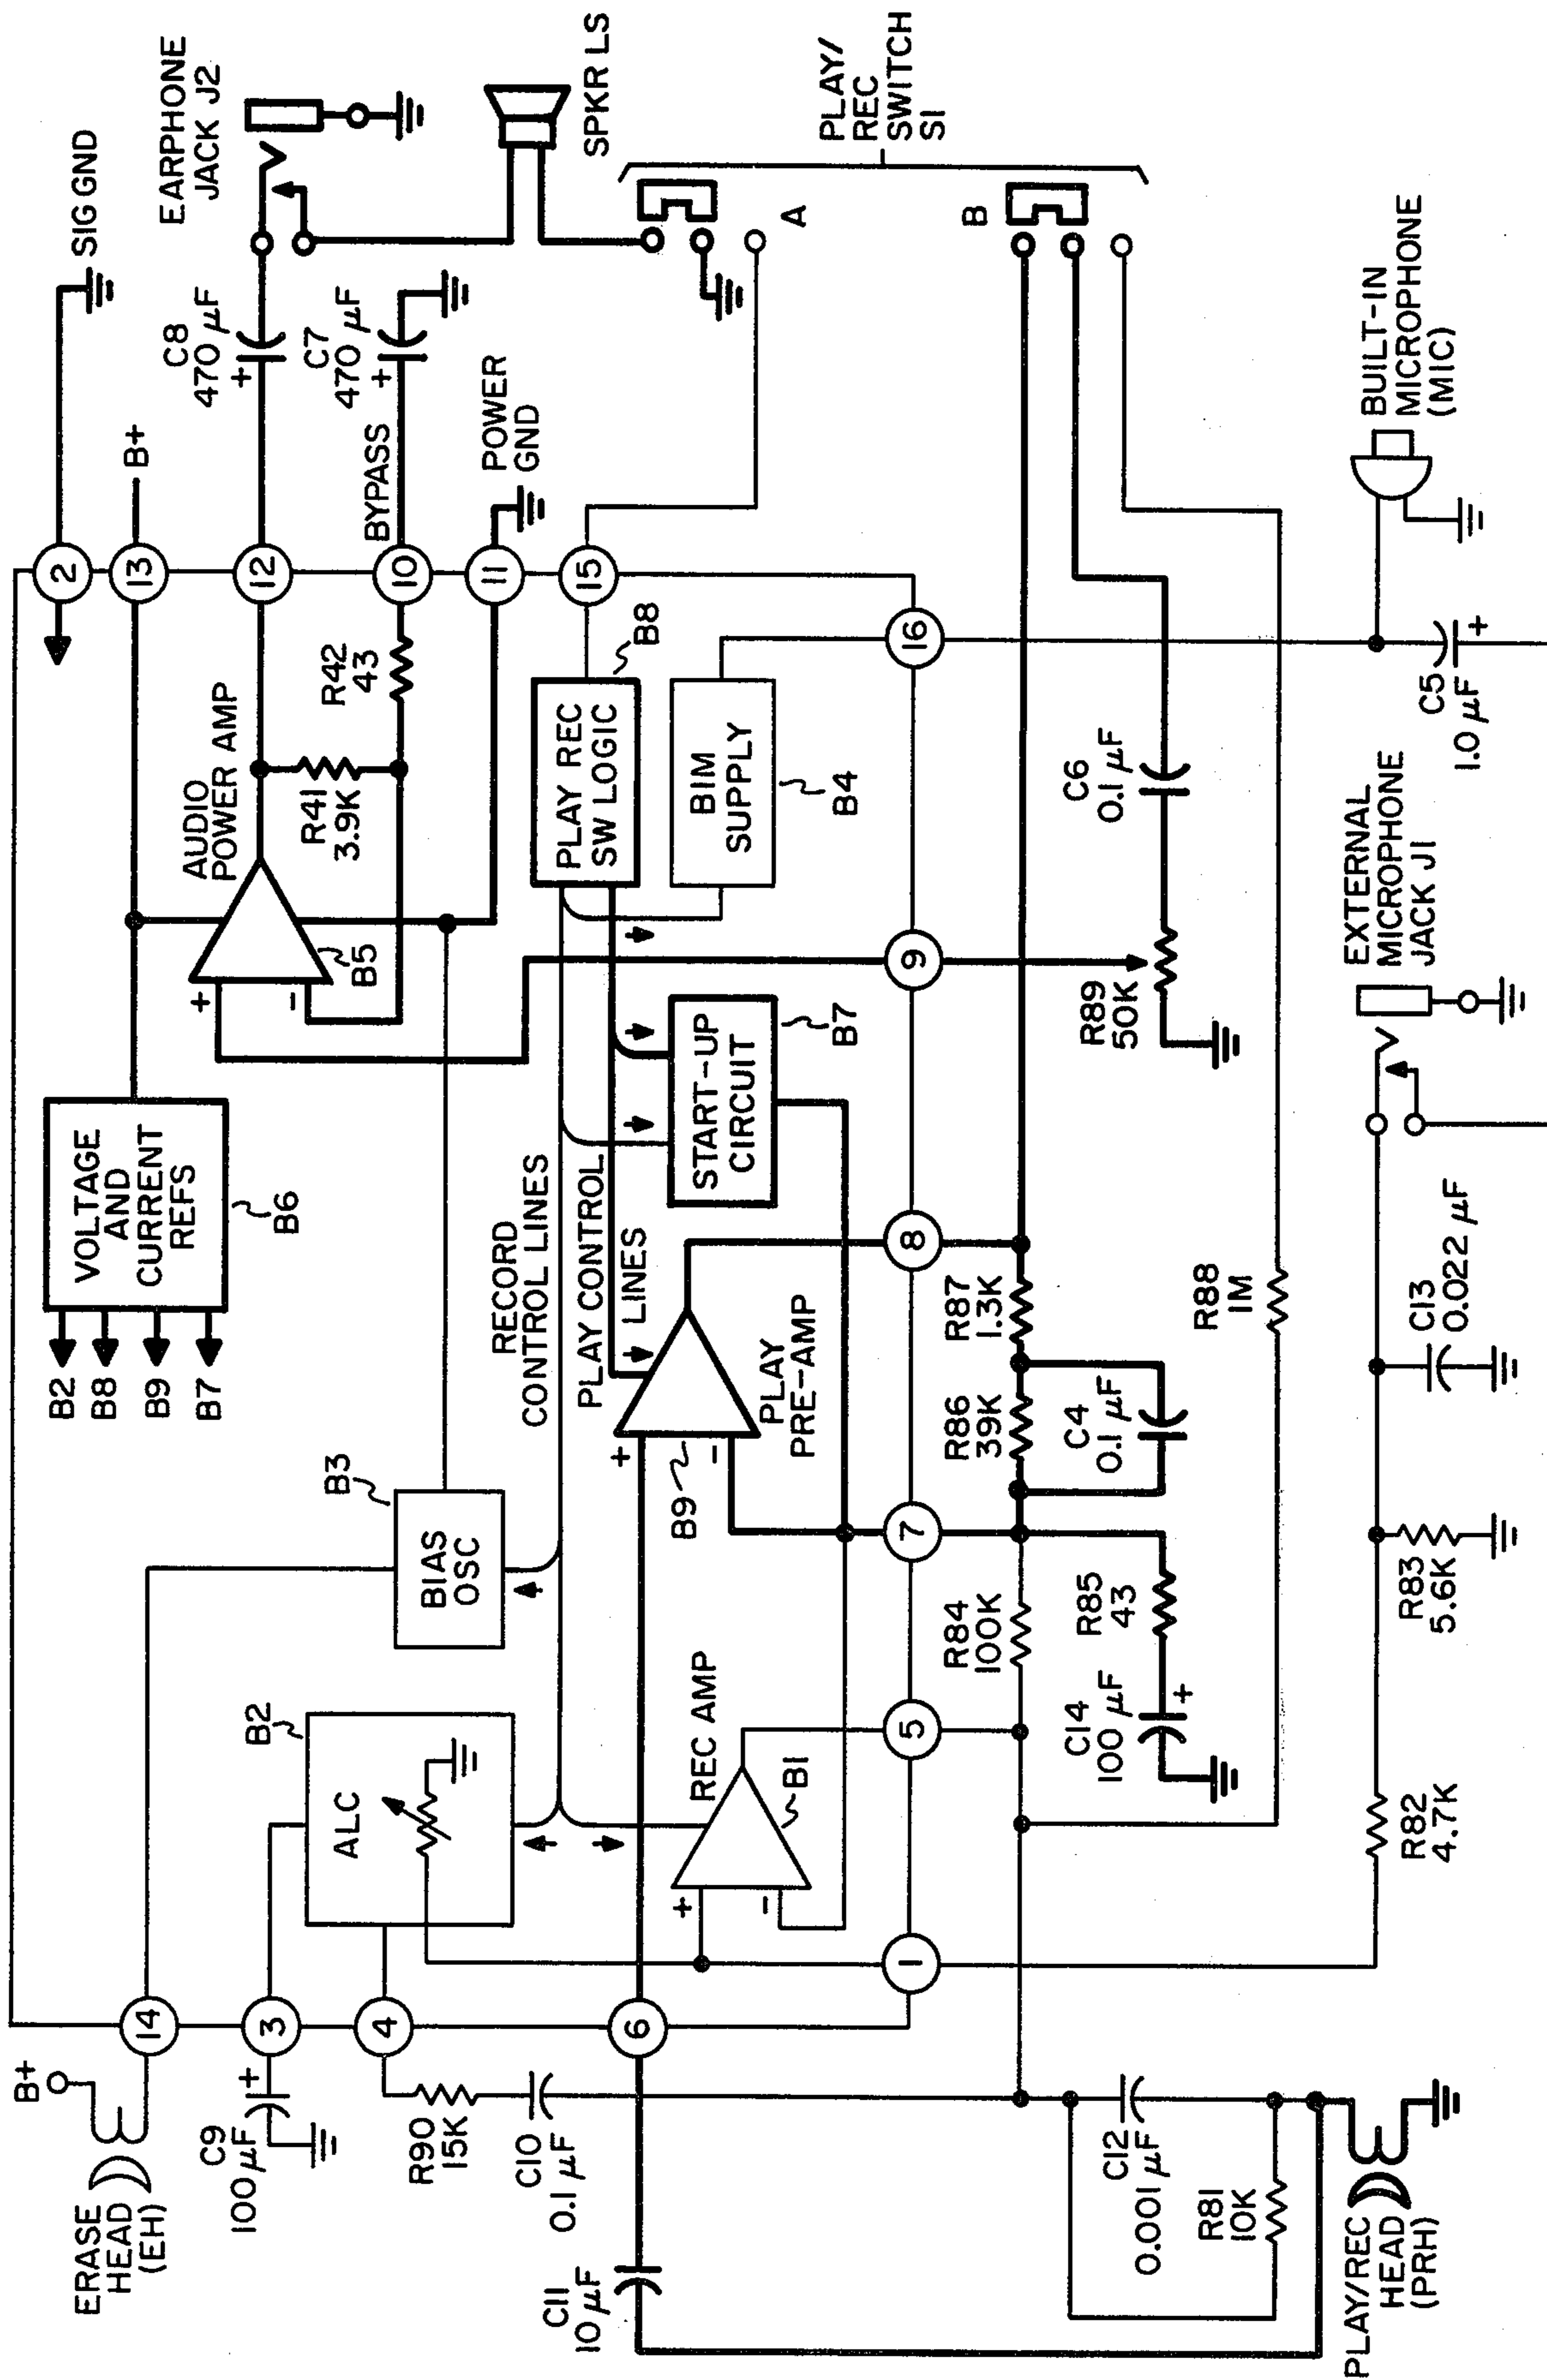 ERASE
HEAD
(EH)
B+
14
C9
100 µF
+
3
4
R90
15K
C10
0.1 µF
C11
10 µF
6
C12
0.001 µF
R81
10K
PLAY/REC
HEAD
(PRH)
B2
ALC
B3
BIAS
OSC
REC AMP
B1
+
−
1
5
B2
B8
B9
B7
VOLTAGE
AND
CURRENT
REFS
B6
RECORD
CONTROL LINES
PLAY CONTROL
LINES
+
−
B9
PLAY
PRE-AMP
7
8
START-UP
CIRCUIT
B7
9
AUDIO
POWER AMP
+
−
B5
R41
3.9K
R42
43
PLAY REC
SW LOGIC
B8
BIM
SUPPLY
B4
16
2
SIG GND
13
B+
12
C8
470 µF
+
10
BYPASS
C7
470 µF
+
11
POWER
GND
15
EARPHONE
JACK J2
SPKR LS
A
PLAY/
REC
SWITCH
S1
B
R84
100K
R85
43
C14
100 µF
+
R86
39K
C4
0.1 µF
R87
1.3K
R88
1M
R89
50K
C6
0.1 µF
R82
4.7K
R83
5.6K
C13
0.022 µF
EXTERNAL
MICROPHONE
JACK J1
C5
1.0 µF
+
BUILT-IN
MICROPHONE
(MIC)